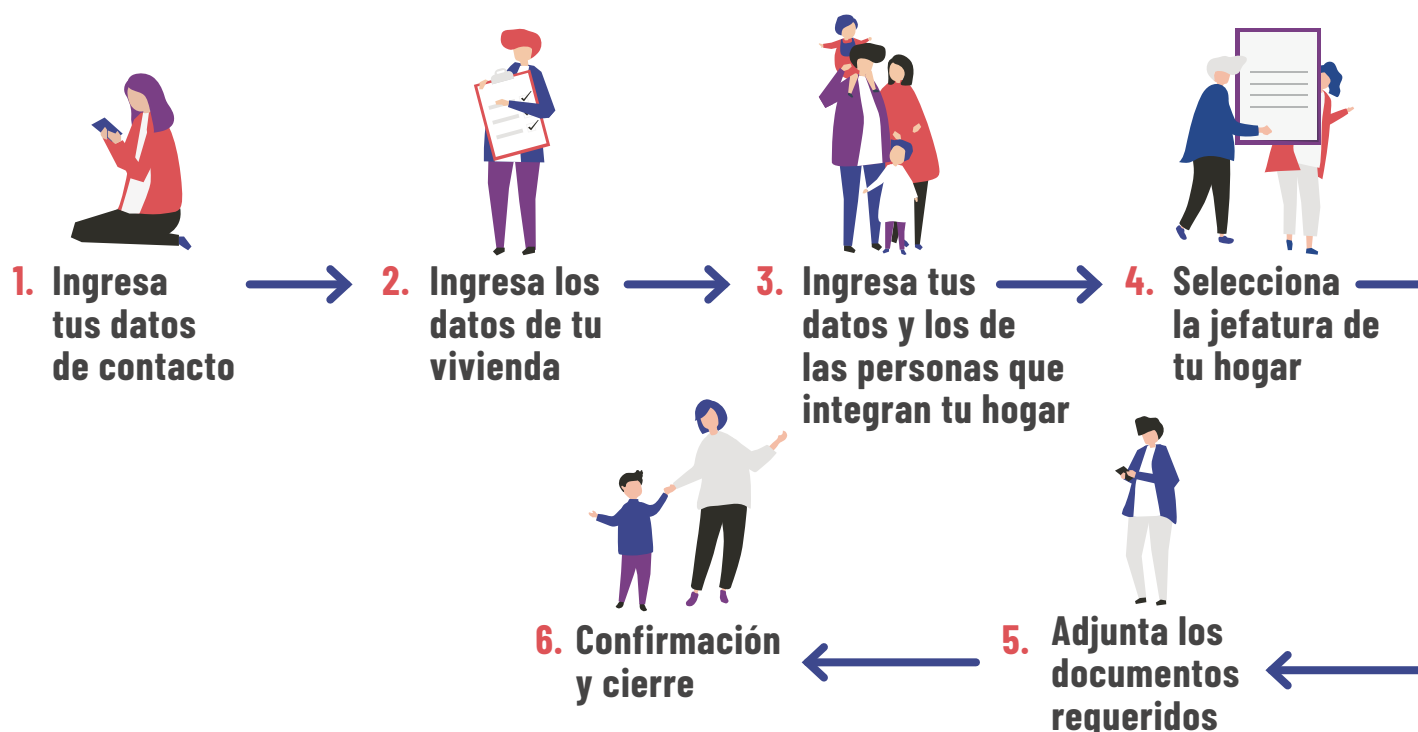 1. Ingresa
tus datos
de contacto
2. Ingresa los
datos de tu
vivienda
3. Ingresa tus
datos y los de
las personas que
integran tu hogar
4. Selecciona
la jefatura de
tu hogar
5. Adjunta los
documentos
requeridos
6. Confirmación
y cierre